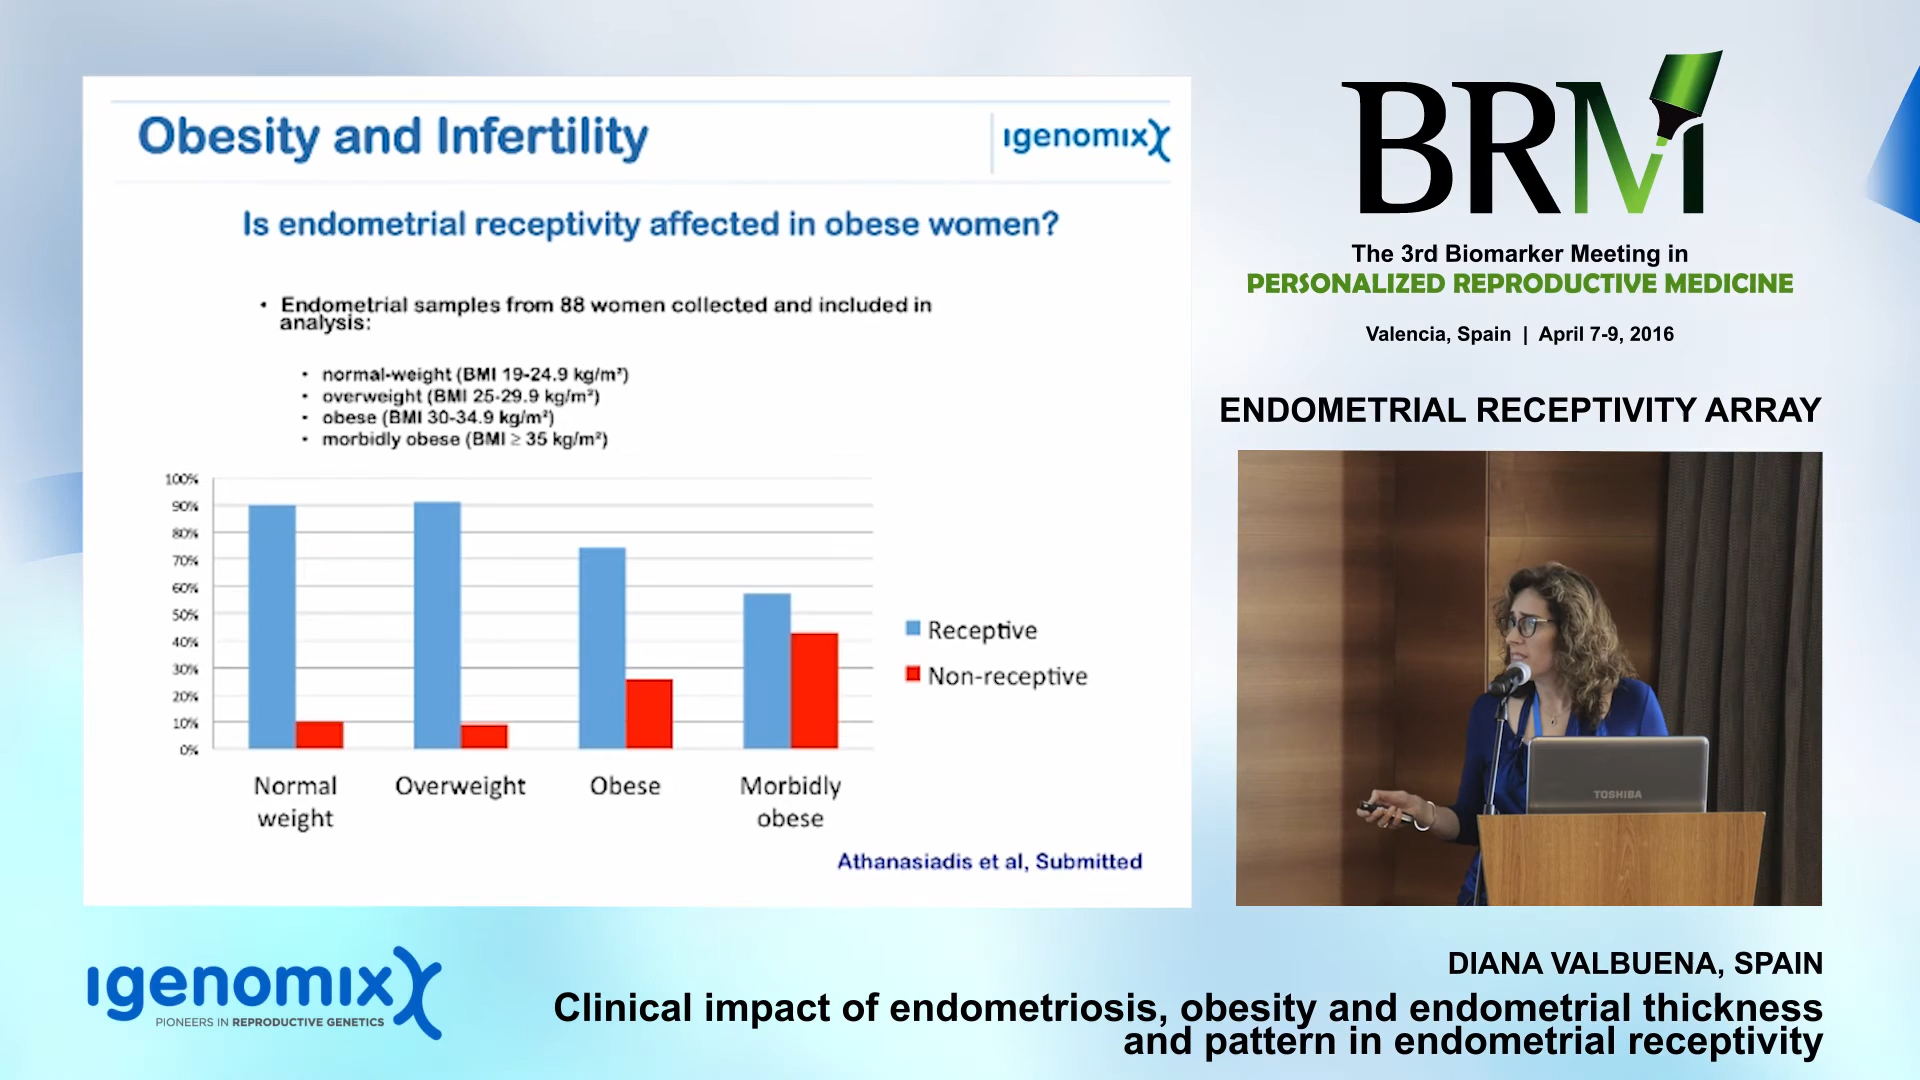 Obesity and Infertility
igenomix
Is endometrial receptivity affected in obese women?
• Endometrial samples from 88 women collected and included in
analysis:
• normal-weight (BMI 19-24.9 kg/m²)
• overweight (BMI 25-29.9 kg/m²)
• obese (BMI 30-34.9 kg/m²)
• morbidly obese (BMI ≥ 35 kg/m²)
100%
90%
80%
70%
60%
50%
40%
30%
20%
10%
0%
Normal
weight
Overweight
Obese
Morbidly
obese
Receptive
Non-receptive
Athanasiadis et al, Submitted
BRM
The 3rd Biomarker Meeting in
PERSONALIZED REPRODUCTIVE MEDICINE
Valencia, Spain | April 7-9, 2016
ENDOMETRIAL RECEPTIVITY ARRAY
TOSHIBA
igenomix
PIONEERS IN REPRODUCTIVE GENETICS
DIANA VALBUENA, SPAIN
Clinical impact of endometriosis, obesity and endometrial thickness
and pattern in endometrial receptivity